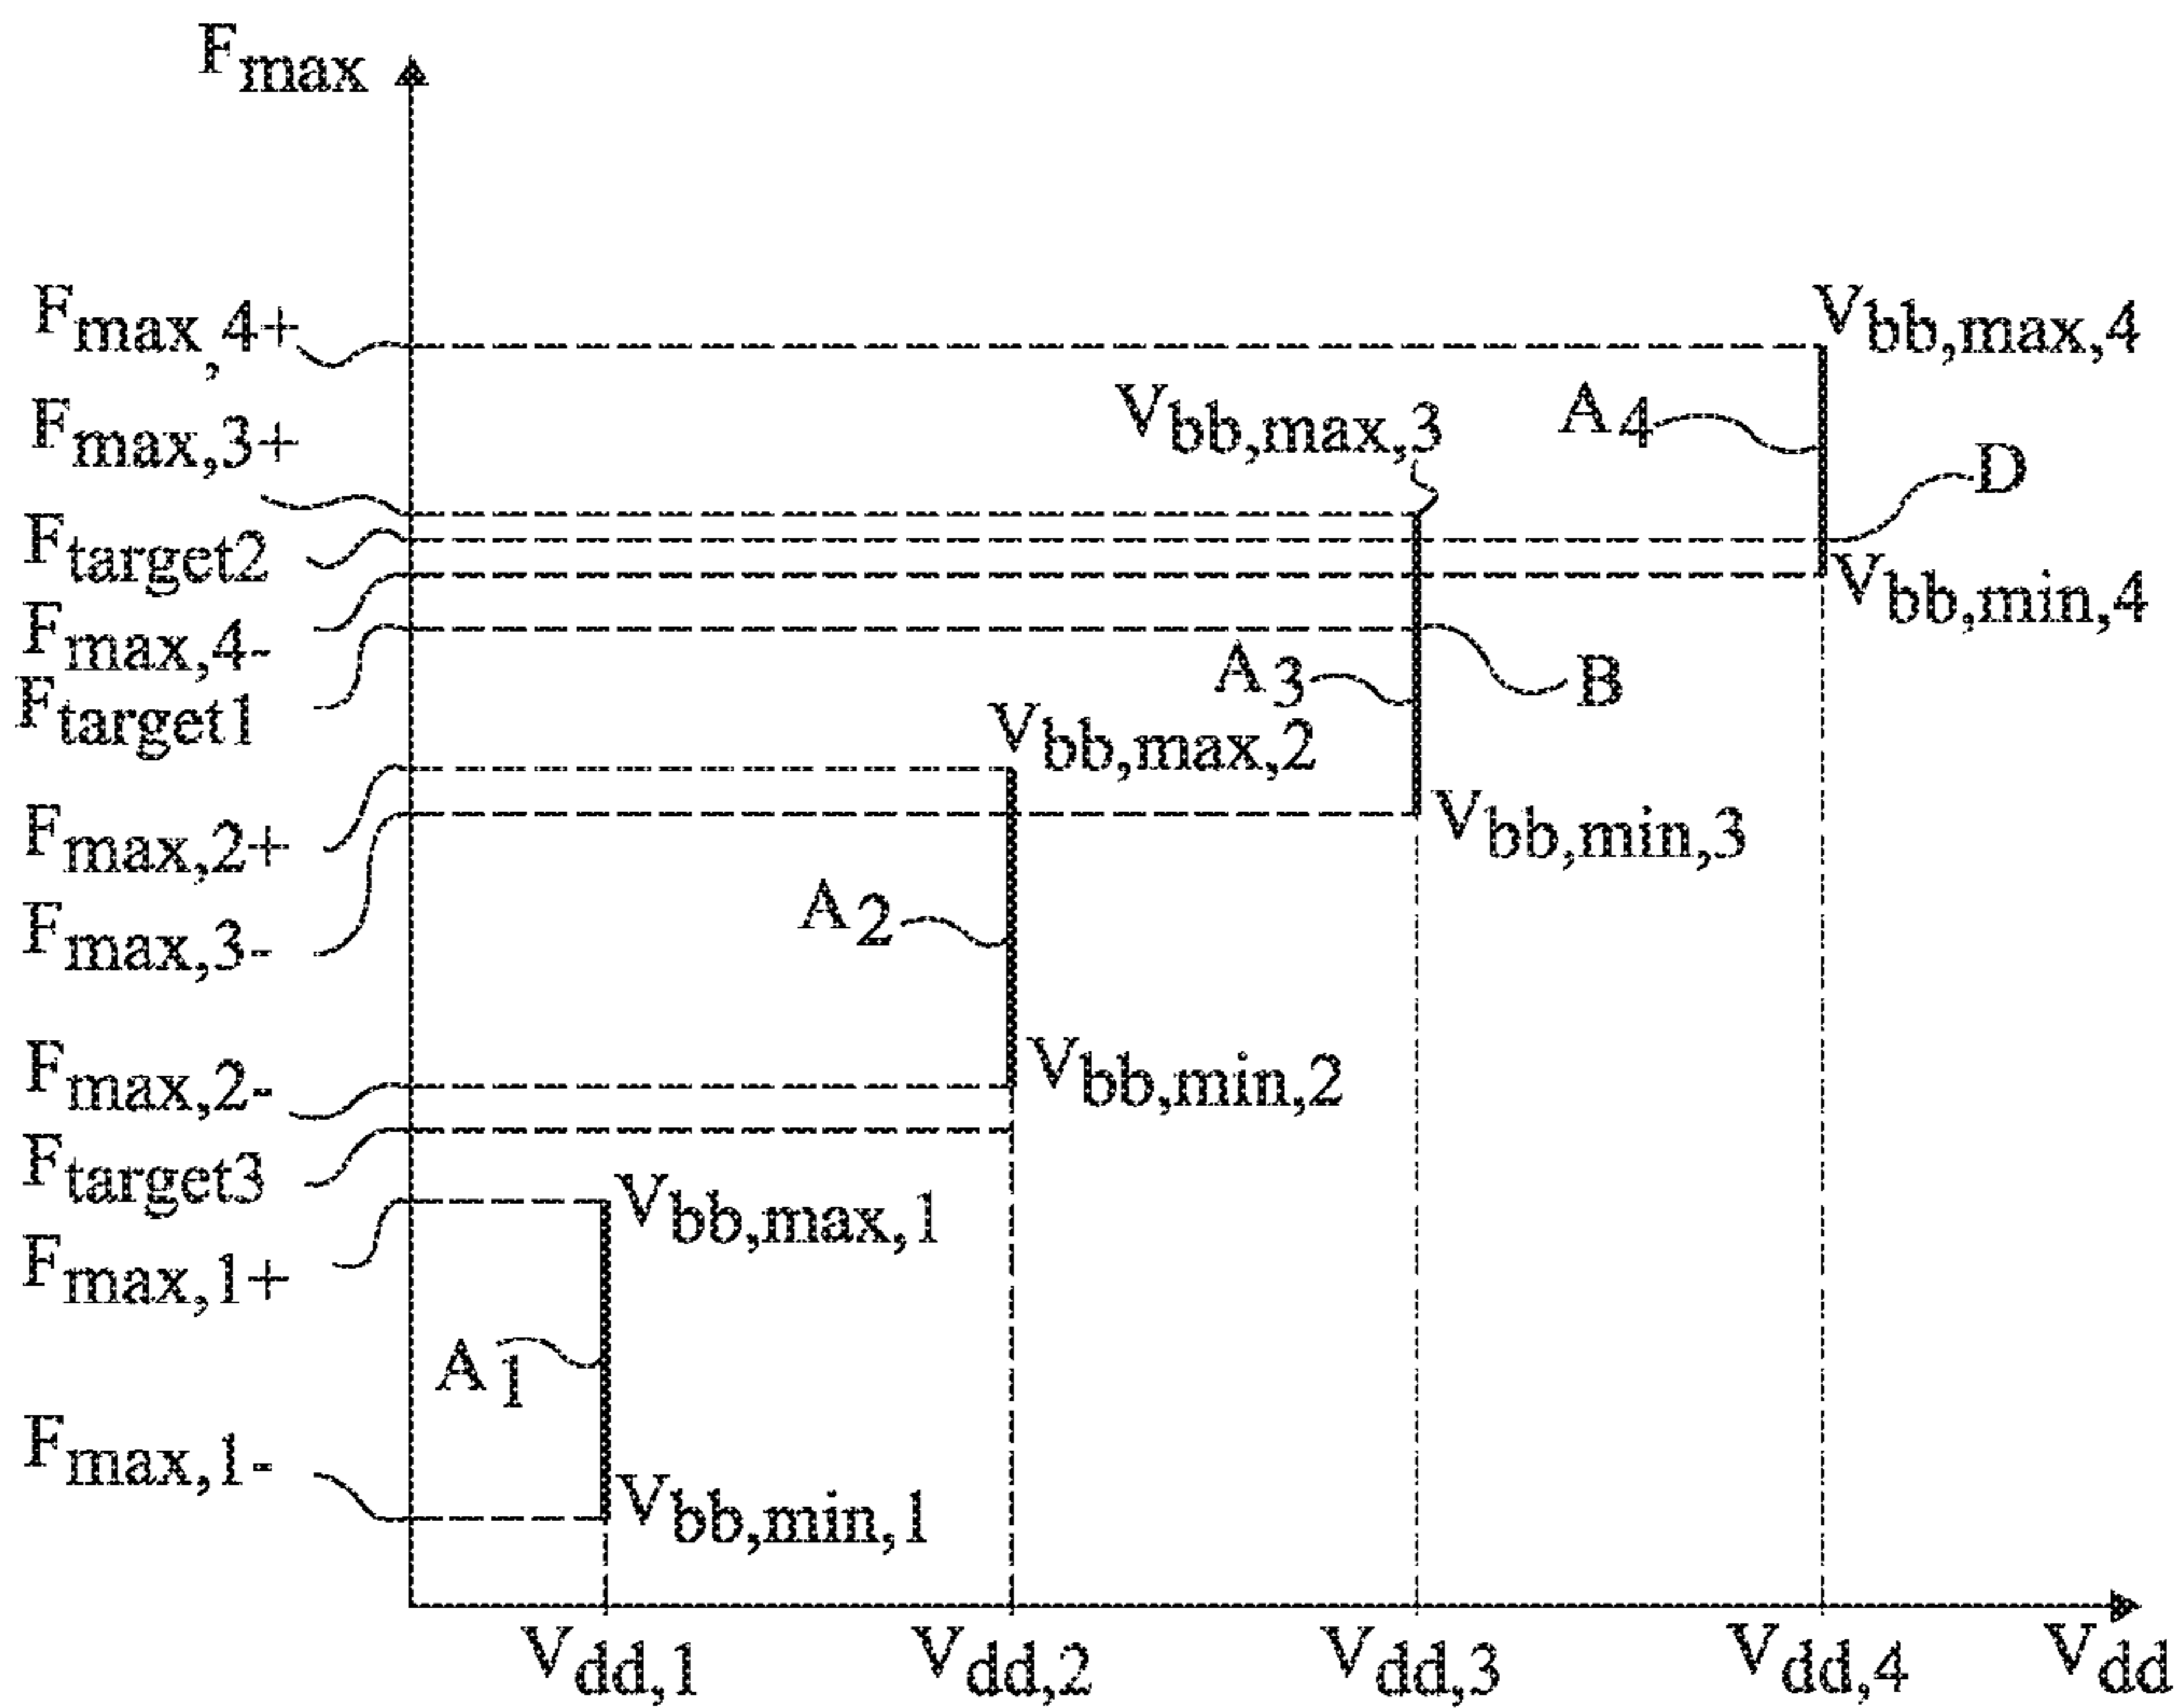 Fmax
Fmax,4+
Vbb,max,4
Fmax,3+
Vbb,max,3
A4
D
Ftarget2
Vbb,min,4
Fmax,4-
A3
B
Ftarget1
Vbb,max,2
Fmax,2+
Vbb,min,3
Fmax,3-
A2
Fmax,2-
Vbb,min,2
Ftarget3
Vbb,max,1
Fmax,1+
A1
Fmax,1-
Vbb,min,1
Vdd,1
Vdd,2
Vdd,3
Vdd,4
Vdd